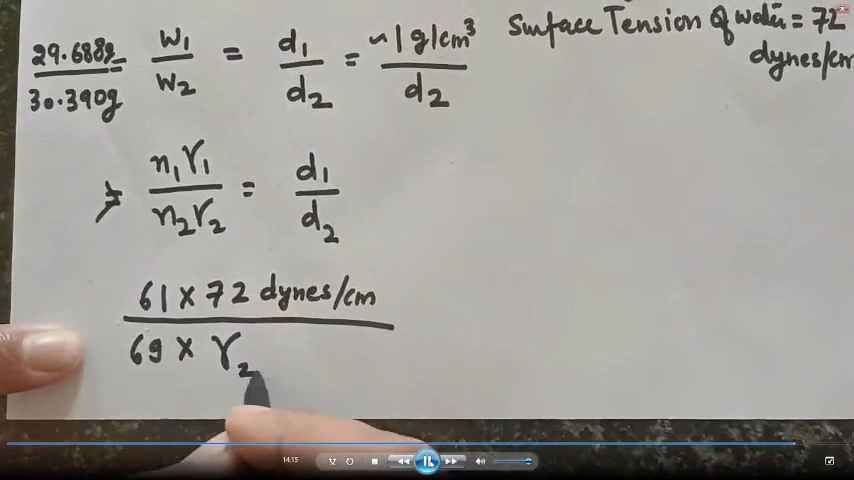 Surface Tension of water = 72
dynes/cm
29.688g/30.390g = W₁/W₂ = d₁/d₂ = ~1 g/cm³/d₂
⇒ n₁γ₁/n₂γ₂ = d₁/d₂
61 × 72 dynes/cm
69 × γ₂
14:15